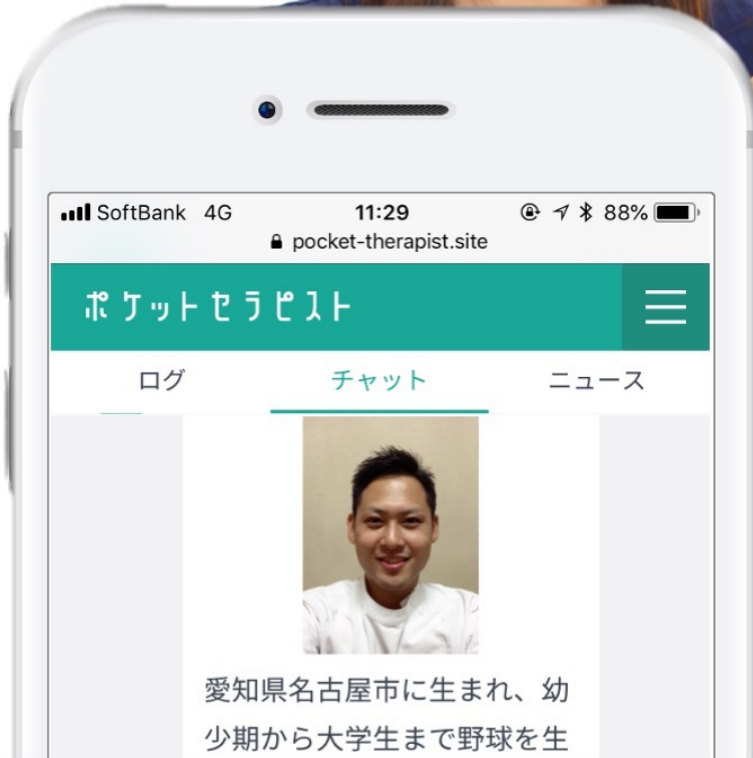 SoftBank 4G 11:29 88%
pocket-therapist.site
ポケットセラピスト
ログ チャット ニュース
愛知県名古屋市に生まれ、幼
少期から大学生まで野球を生